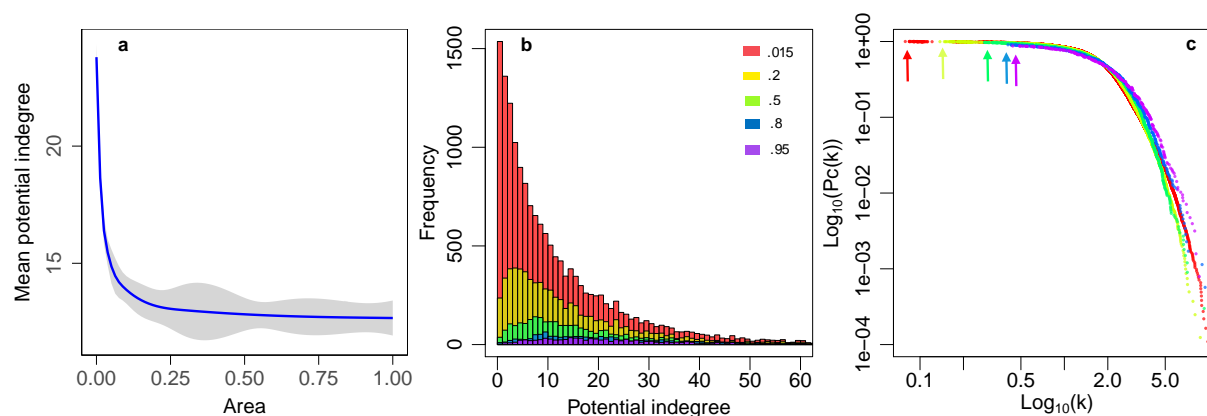 a
Mean potential indegree
20
15
0.00 0.25 0.50 0.75 1.00
Area
b
Frequency
1500
1000
500
0
.015
.2
.5
.8
.95
0 10 20 30 40 50 60
Potential indegree
c
Log10(Pc(k))
1e+00
1e-01
1e-02
1e-03
1e-04
0.1 0.5 2.0 5.0
Log10(k)